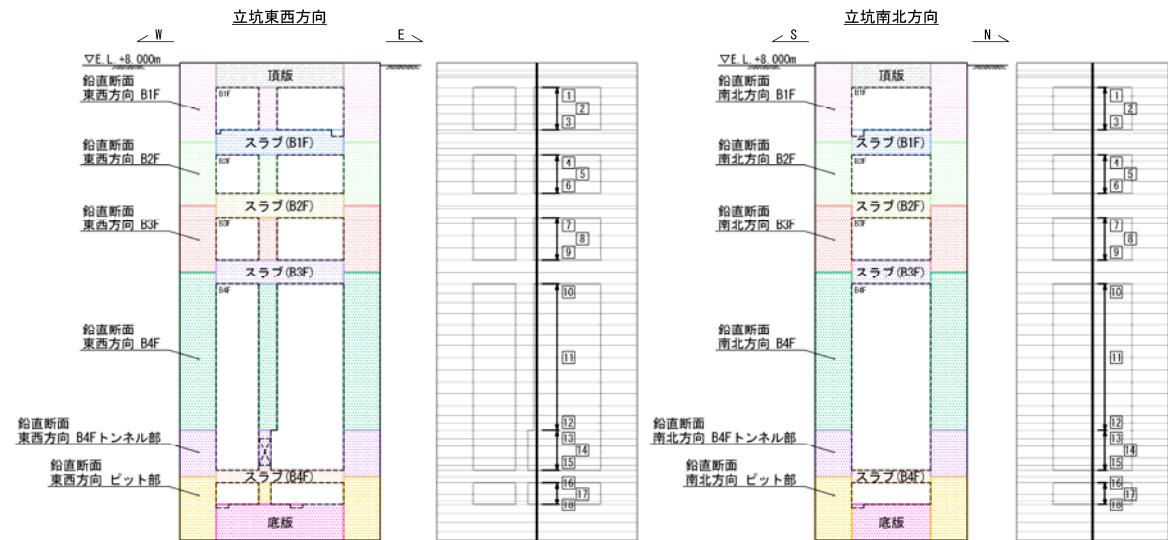 立坑東西方向
W
E
▽E.L.+8.000m
頂版
鉛直断面
東西方向 B1F
B1F
スラブ(B1F)
鉛直断面
東西方向 B2F
B2F
スラブ(B2F)
鉛直断面
東西方向 B3F
B3F
スラブ(B3F)
B4F
鉛直断面
東西方向 B4F
鉛直断面
東西方向 B4Fトンネル部
鉛直断面
東西方向 ピット部
スラブ(B4F)
底版
1
2
3
4
5
6
7
8
9
10
11
12
13
14
15
16
17
18
立坑南北方向
S
N
▽E.L.+8.000m
頂版
鉛直断面
南北方向 B1F
B1F
スラブ(B1F)
鉛直断面
南北方向 B2F
B2F
スラブ(B2F)
鉛直断面
南北方向 B3F
B3F
スラブ(B3F)
B4F
鉛直断面
南北方向 B4F
鉛直断面
南北方向 B4Fトンネル部
鉛直断面
南北方向 ピット部
スラブ(B4F)
底版
1
2
3
4
5
6
7
8
9
10
11
12
13
14
15
16
17
18